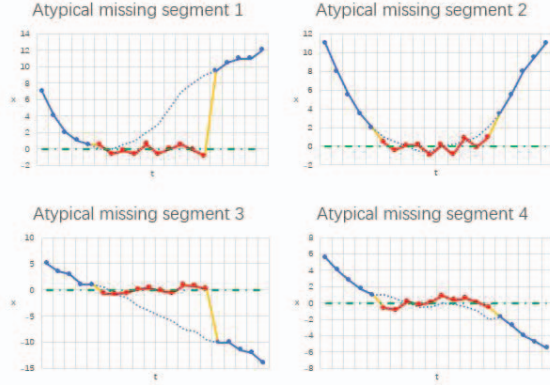 Atypical missing segment 1
Atypical missing segment 2
14
12
10
8
6
4
2
0
-2
x
t
12
10
8
6
4
2
0
-2
x
t
Atypical missing segment 3
Atypical missing segment 4
10
5
0
-5
-10
-15
x
t
8
6
4
2
0
-2
-4
-6
-8
x
t